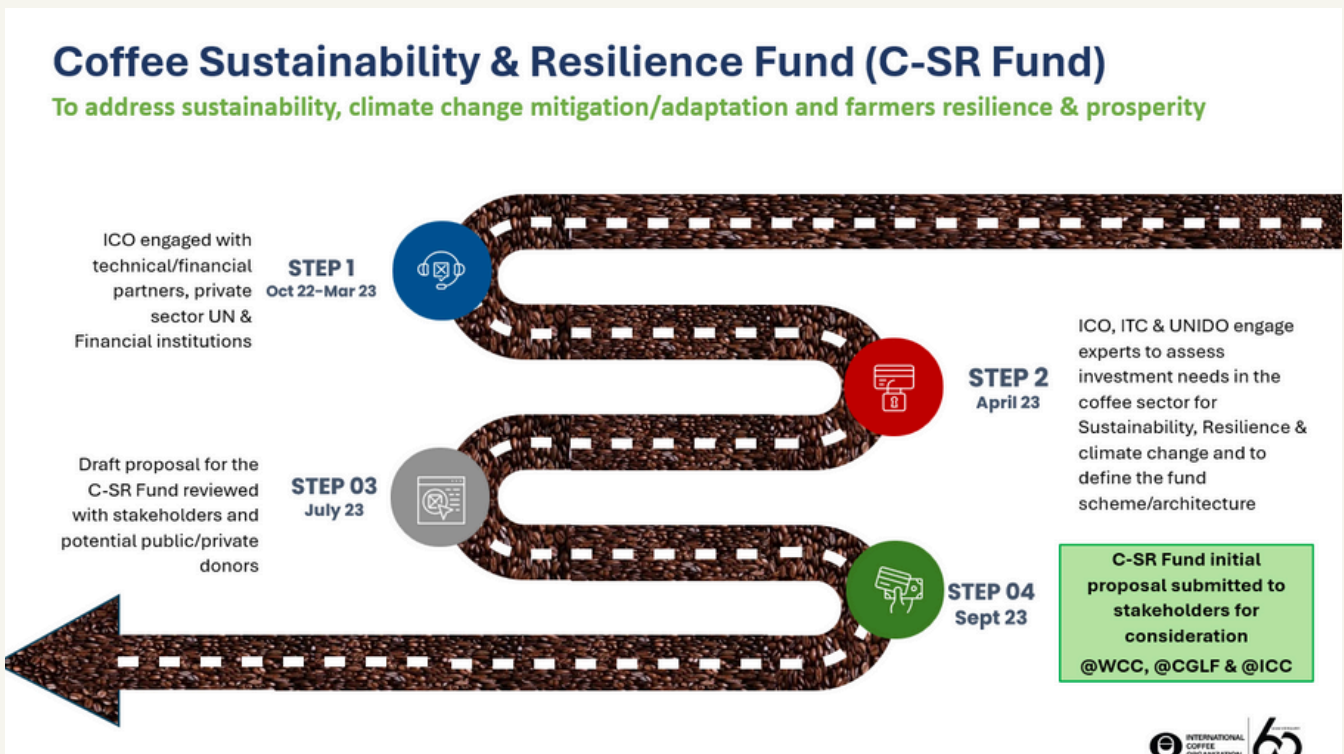 Coffee Sustainability & Resilience Fund (C-SR Fund)
To address sustainability, climate change mitigation/adaptation and farmers resilience & prosperity
ICO engaged with
technical/financial
partners, private
sector UN &
Financial institutions
STEP 1
Oct 22-Mar 23
STEP 2
April 23
ICO, ITC & UNIDO engage
experts to assess
investment needs in the
coffee sector for
Sustainability, Resilience &
climate change and to
define the fund
scheme/architecture
Draft proposal for the
C-SR Fund reviewed
with stakeholders and
potential public/private
donors
STEP 03
July 23
STEP 04
Sept 23
C-SR Fund initial
proposal submitted to
stakeholders for
consideration
@WCC, @CGLF & @ICC
INTERNATIONAL
COFFEE
60